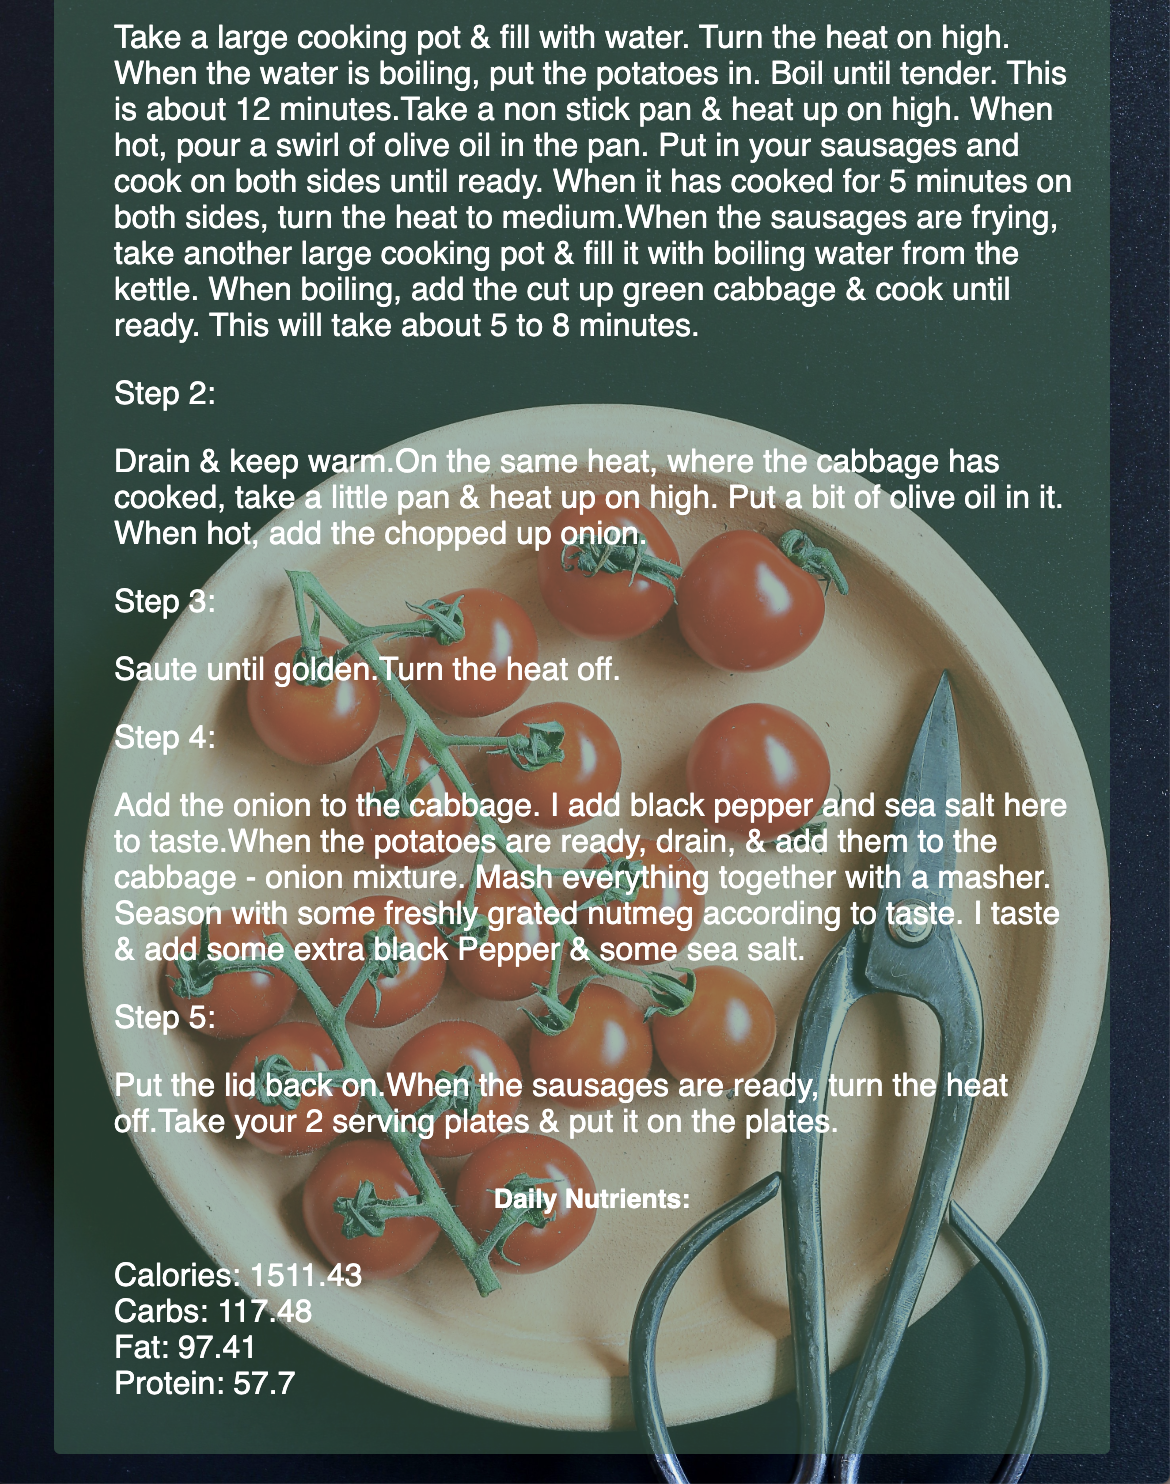 Take a large cooking pot & fill with water. Turn the heat on high.
When the water is boiling, put the potatoes in. Boil until tender. This
is about 12 minutes.Take a non stick pan & heat up on high. When
hot, pour a swirl of olive oil in the pan. Put in your sausages and
cook on both sides until ready. When it has cooked for 5 minutes on
both sides, turn the heat to medium.When the sausages are frying,
take another large cooking pot & fill it with boiling water from the
kettle. When boiling, add the cut up green cabbage & cook until
ready. This will take about 5 to 8 minutes.
Step 2:
Drain & keep warm.On the same heat, where the cabbage has
cooked, take a little pan & heat up on high. Put a bit of olive oil in it.
When hot, add the chopped up onion.
Step 3:
Saute until golden.Turn the heat off.
Step 4:
Add the onion to the cabbage. I add black pepper and sea salt here
to taste.When the potatoes are ready, drain, & add them to the
cabbage - onion mixture. Mash everything together with a masher.
Season with some freshly grated nutmeg according to taste. I taste
& add some extra black Pepper & some sea salt.
Step 5:
Put the lid back on.When the sausages are ready, turn the heat
off.Take your 2 serving plates & put it on the plates.
Daily Nutrients:
Calories: 1511.43
Carbs: 117.48
Fat: 97.41
Protein: 57.7